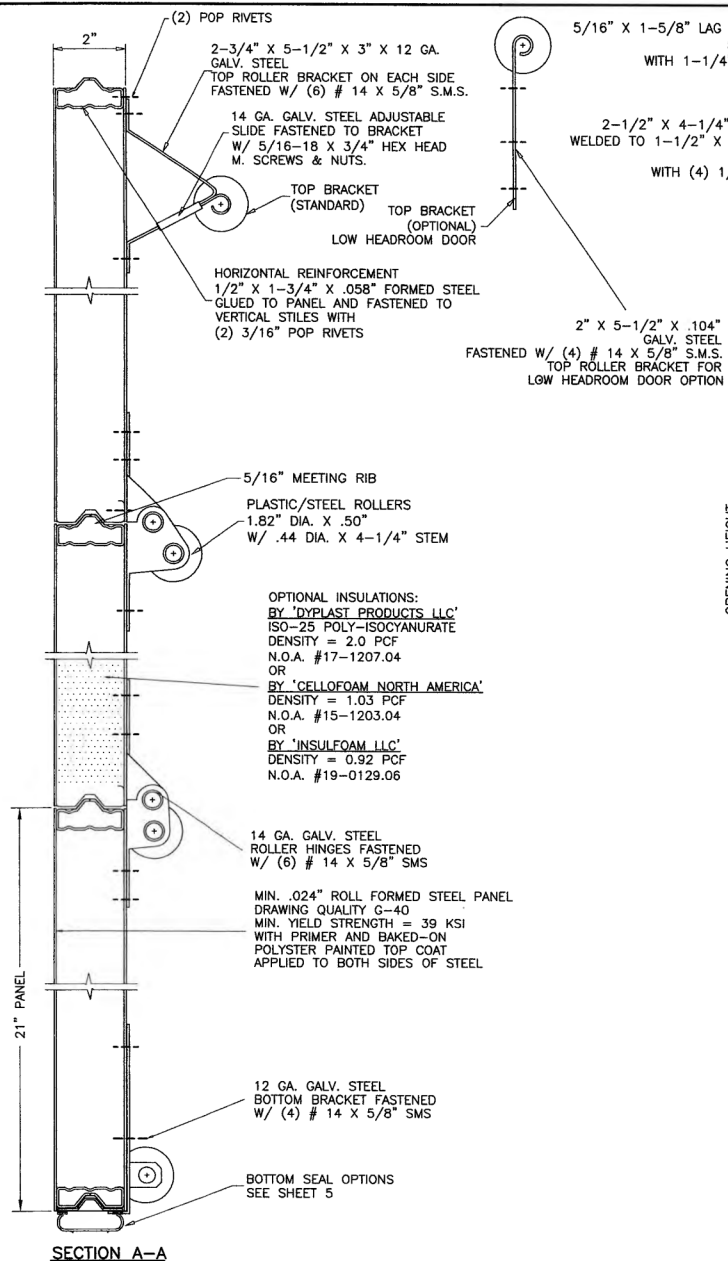 (2) POP RIVETS
2"
2-3/4" X 5-1/2" X 3" X 12 GA.
GALV. STEEL
TOP ROLLER BRACKET ON EACH SIDE
FASTENED W/ (6) # 14 X 5/8" S.M.S.
14 GA. GALV. STEEL ADJUSTABLE
SLIDE FASTENED TO BRACKET
W/ 5/16-18 X 3/4" HEX HEAD
M. SCREWS & NUTS.
TOP BRACKET
(STANDARD)
HORIZONTAL REINFORCEMENT
1/2" X 1-3/4" X .058" FORMED STEEL
GLUED TO PANEL AND FASTENED TO
VERTICAL STILES WITH
(2) 3/16" POP RIVETS
5/16" X 1-5/8" LAG
WITH 1-1/4
2-1/2" X 4-1/4"
WELDED TO 1-1/2" X
WITH (4) 1/
TOP BRACKET
(OPTIONAL)
LOW HEADROOM DOOR
2" X 5-1/2" X .104"
GALV. STEEL
FASTENED W/ (4) # 14 X 5/8" S.M.S.
TOP ROLLER BRACKET FOR
LOW HEADROOM DOOR OPTION
5/16" MEETING RIB
PLASTIC/STEEL ROLLERS
1.82" DIA. X .50"
W/ .44 DIA. X 4-1/4" STEM
OPENING HEIGHT
OPTIONAL INSULATIONS:
BY 'DYPLAST PRODUCTS LLC'
ISO-25 POLY-ISOCYANURATE
DENSITY = 2.0 PCF
N.O.A. #17-1207.04
OR
BY 'CELLOFOAM NORTH AMERICA'
DENSITY = 1.03 PCF
N.O.A. #15-1203.04
OR
BY 'INSULFOAM LLC'
DENSITY = 0.92 PCF
N.O.A. #19-0129.06
14 GA. GALV. STEEL
ROLLER HINGES FASTENED
W/ (6) # 14 X 5/8" SMS
MIN. .024" ROLL FORMED STEEL PANEL
DRAWING QUALITY G-40
MIN. YIELD STRENGTH = 39 KSI
WITH PRIMER AND BAKED-ON
POLYSTER PAINTED TOP COAT
APPLIED TO BOTH SIDES OF STEEL
21" PANEL
12 GA. GALV. STEEL
BOTTOM BRACKET FASTENED
W/ (4) # 14 X 5/8" SMS
BOTTOM SEAL OPTIONS
SEE SHEET 5
SECTION A-A